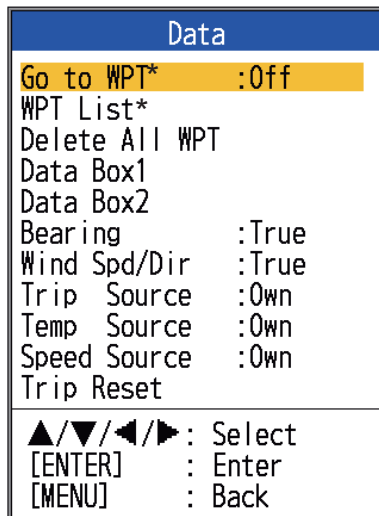 Data
Go to WPT* :Off
WPT List*
Delete All WPT
Data Box1
Data Box2
Bearing :True
Wind Spd/Dir :True
Trip Source :Own
Temp Source :Own
Speed Source :Own
Trip Reset
▲/▼/◀/▶: Select
[ENTER] : Enter
[MENU] : Back